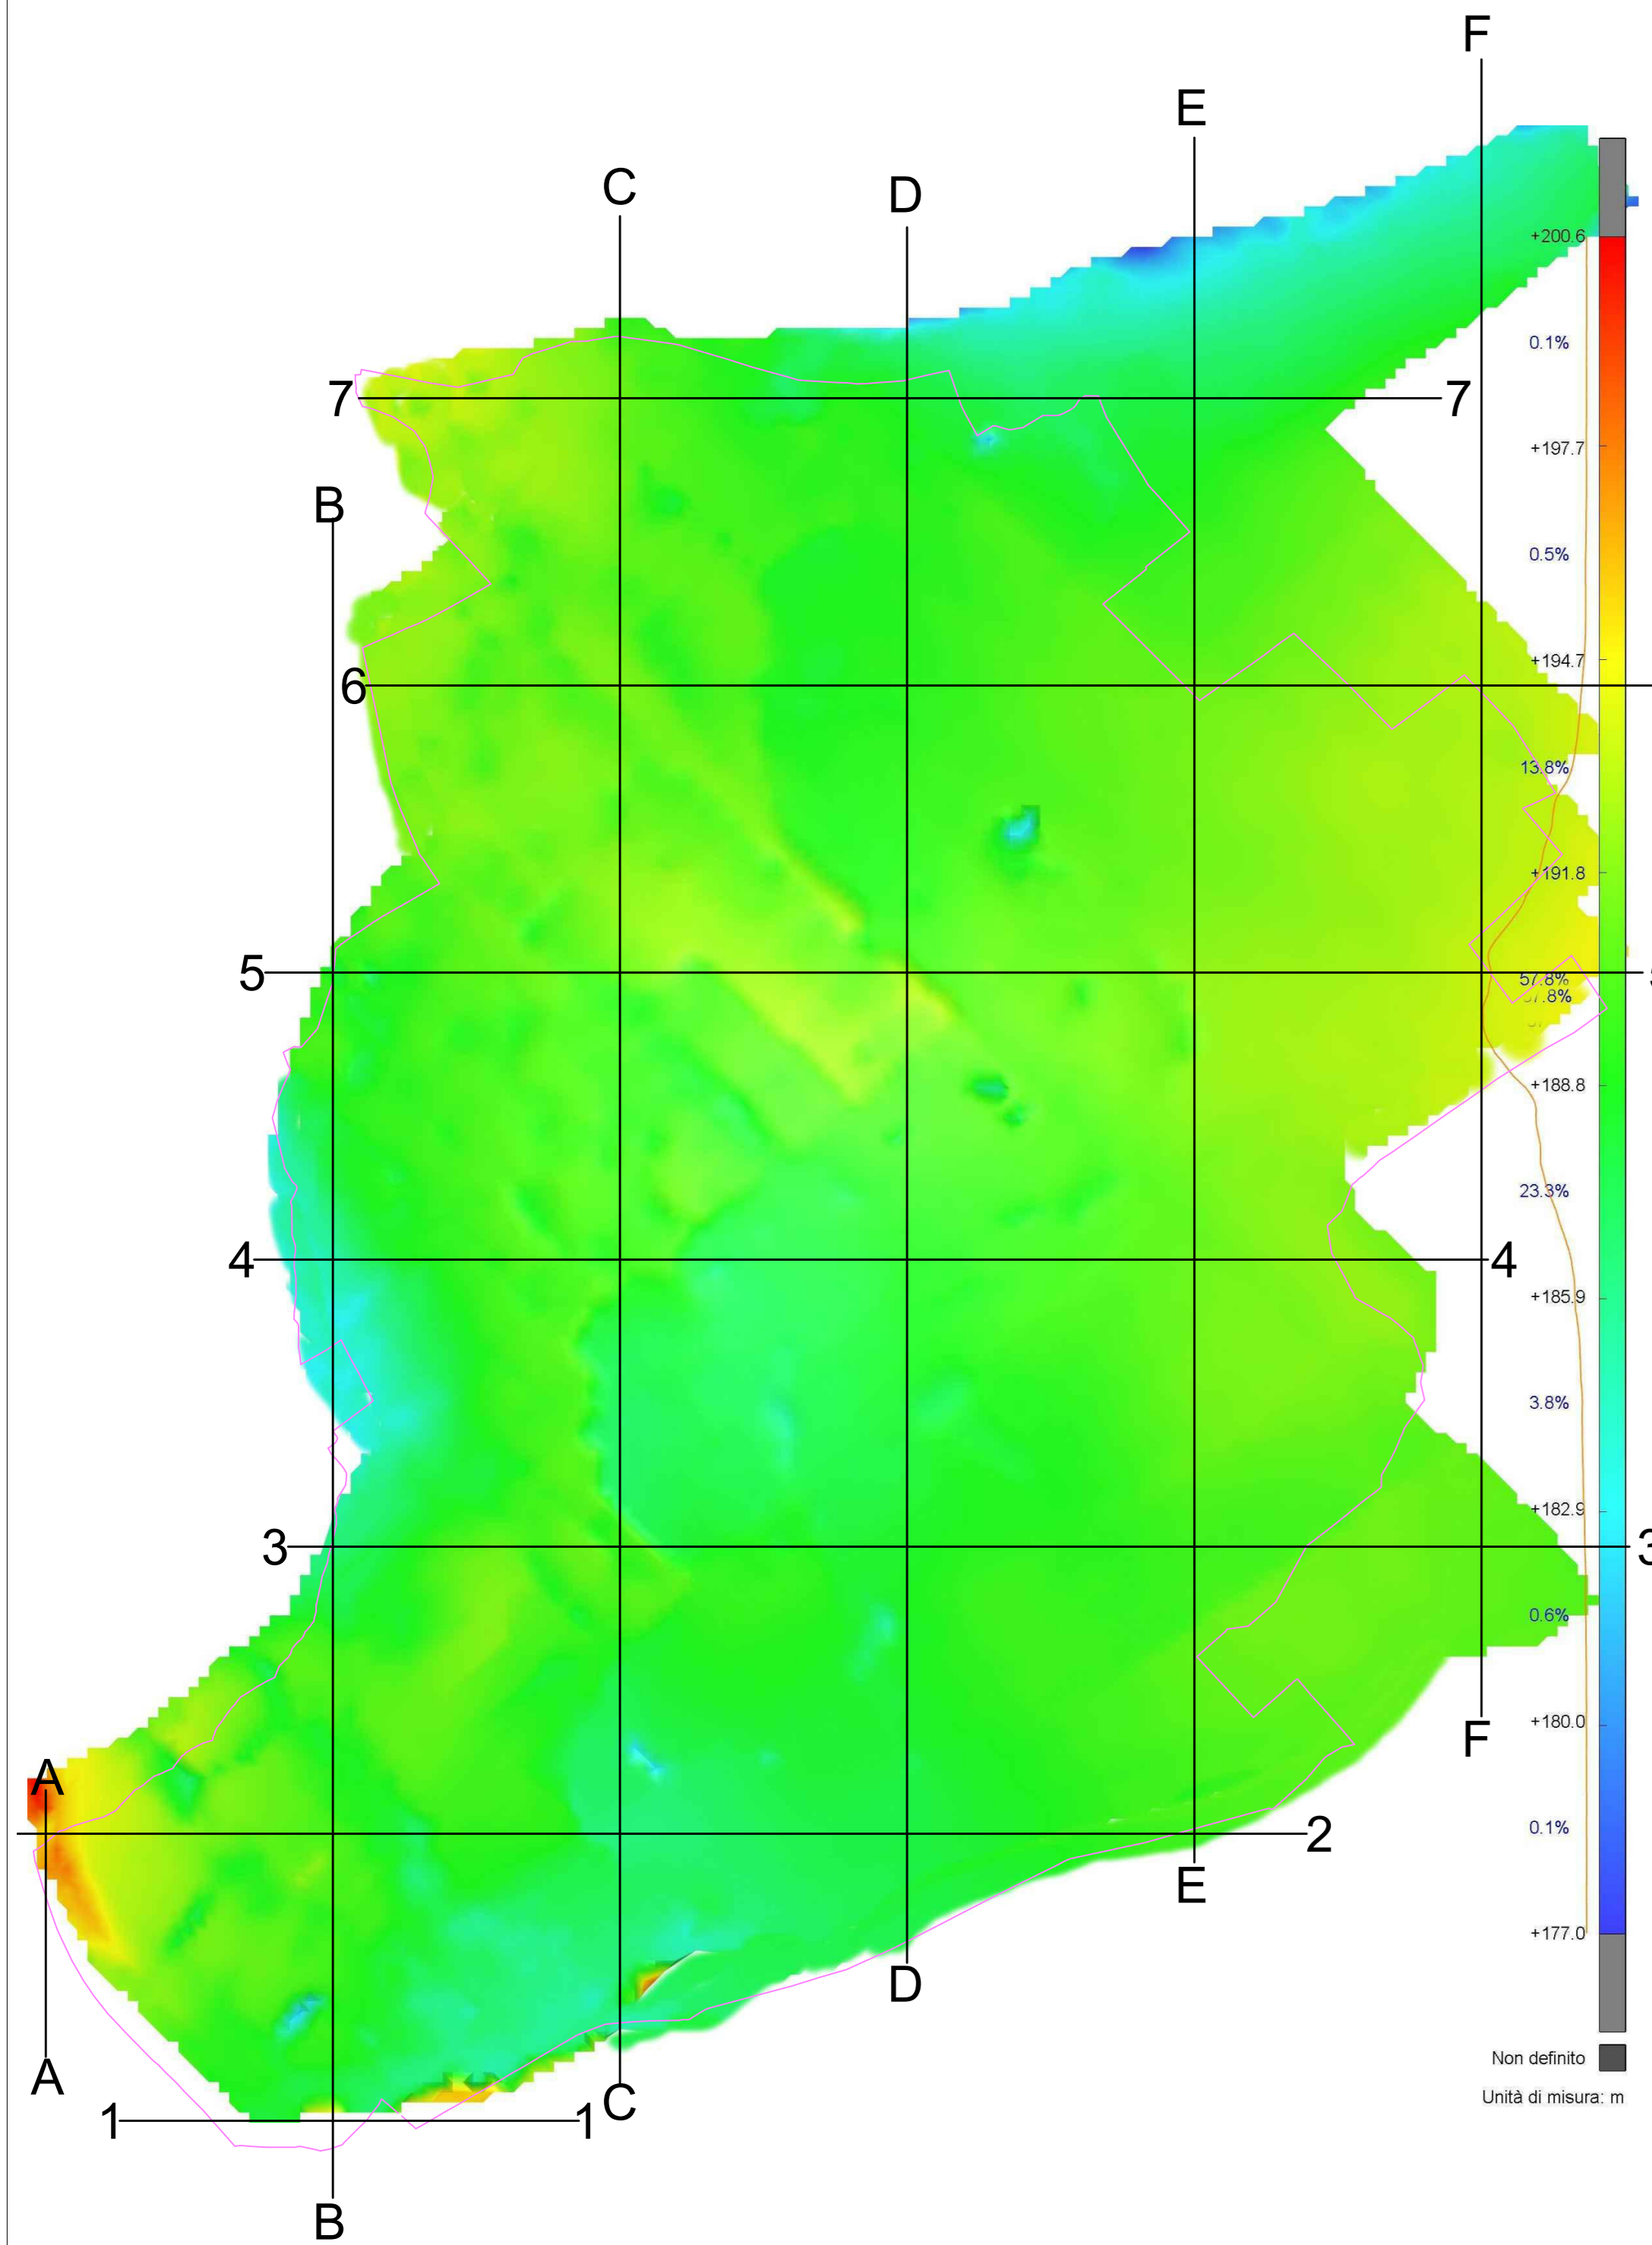 F
E
C
D
+200.6
0.1%
7
7
+197.7
B
0.5%
+194.7
6
13.8%
+191.8
5
57.8%
+188.8
23.3%
4
4
+185.9
3.8%
+182.9
3
3
0.6%
+180.0
F
A
0.1%
2
E
+177.0
D
Non definito
A
Unità di misura: m
C
1
1
B